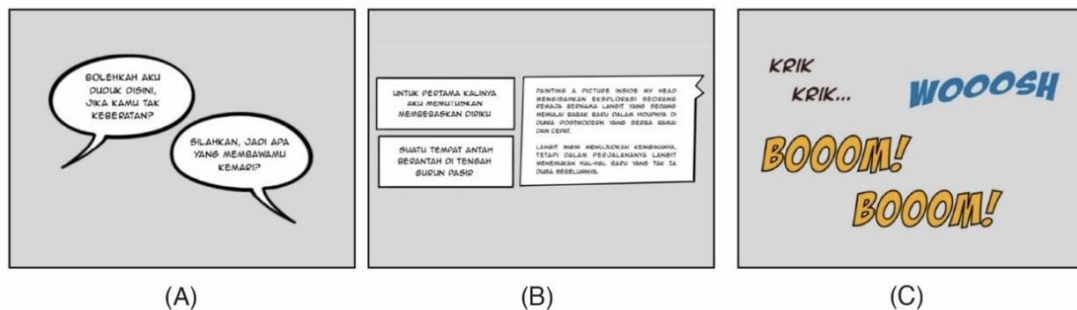 BOLEHKAH AKU
DUDUK DISINI,
JIKA KAMU TAK
KEBERATAN?
SILAHKAN, JADI APA
YANG MEMBAWAMU
KEMARI?
(A)
UNTUK PERTAMA KALINYA
AKU MEMUTUSKAN
MEMBEBASKAN DIRIKU
SUATU TEMPAT ANTAH
BERANTAH DI TENGAH
GURUN PASIR
PAINTING A PICTURE INSIDE MY HEAD
MENGISAHKAN EKSPLORASI SEORANG
REMAJA BERNAMA LANGIT YANG SEDANG
MEMULAI BABAK BARU DALAM HIDUPNYA DI
DUNIA POSTMODERN YANG SERBA RAMAI
DAN CEPAT.
LANGIT INGIN MEWUJUDKAN KEINGINANNYA,
TETAPI DALAM PERJALANANYA LANGIT
MENEMUKAN HAL-HAL BARU YANG TAK IA
DUGA SEBELUMNYA.
(B)
KRIK
KRIK...
WOOOSH
BOOOM!
BOOOM!
(C)